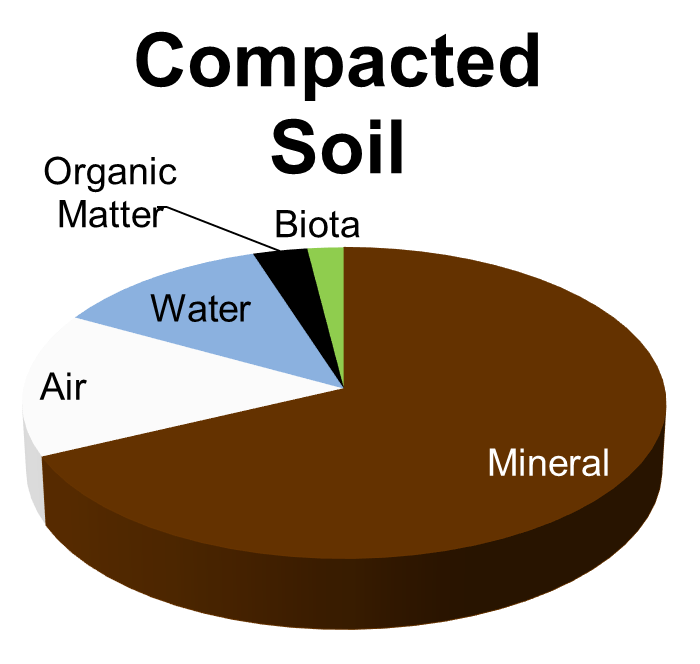 Compacted
Soil
Organic
Matter
Biota
Water
Air
Mineral